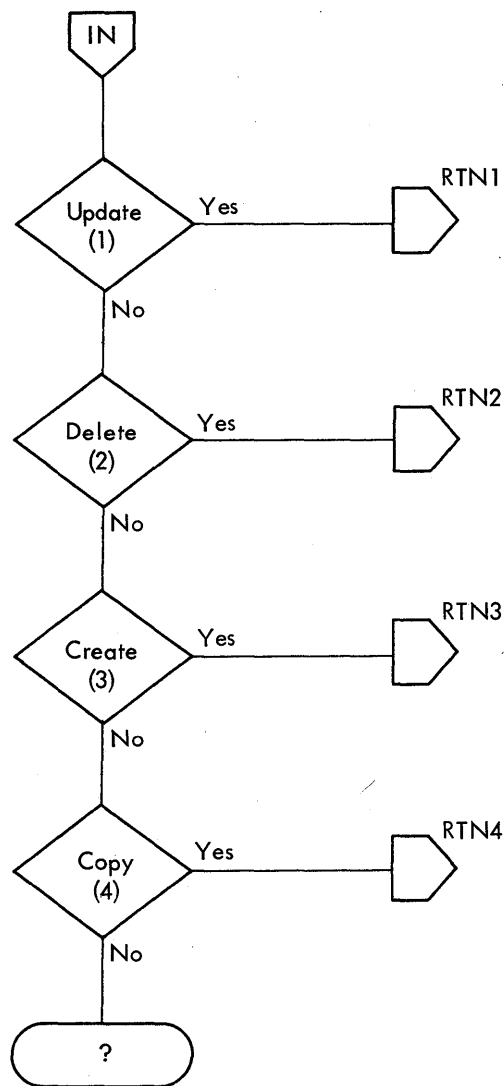 IN
Update
(1)
Yes
RTN1
No
Delete
(2)
Yes
RTN2
No
Create
(3)
Yes
RTN3
No
Copy
(4)
Yes
RTN4
No
?